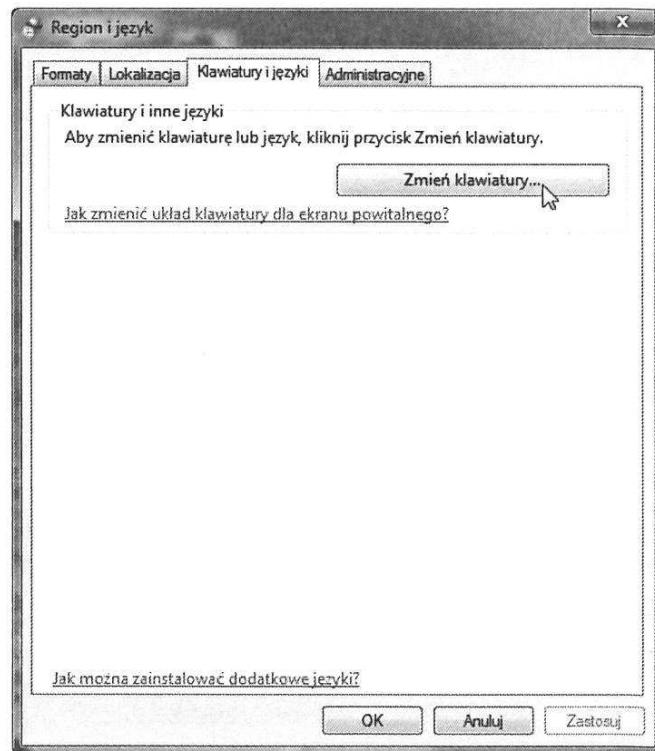 Region i język
X
Formaty Lokalizacja Klawiatury i języki Administracyjne
Klawiatury i inne języki
Aby zmienić klawiaturę lub język, kliknij przycisk Zmień klawiatury.
Zmień klawiatury...
Jak zmienić układ klawiatury dla ekranu powitalnego?
Jak można zainstalować dodatkowe języki?
OK Anuluj Zastosuj